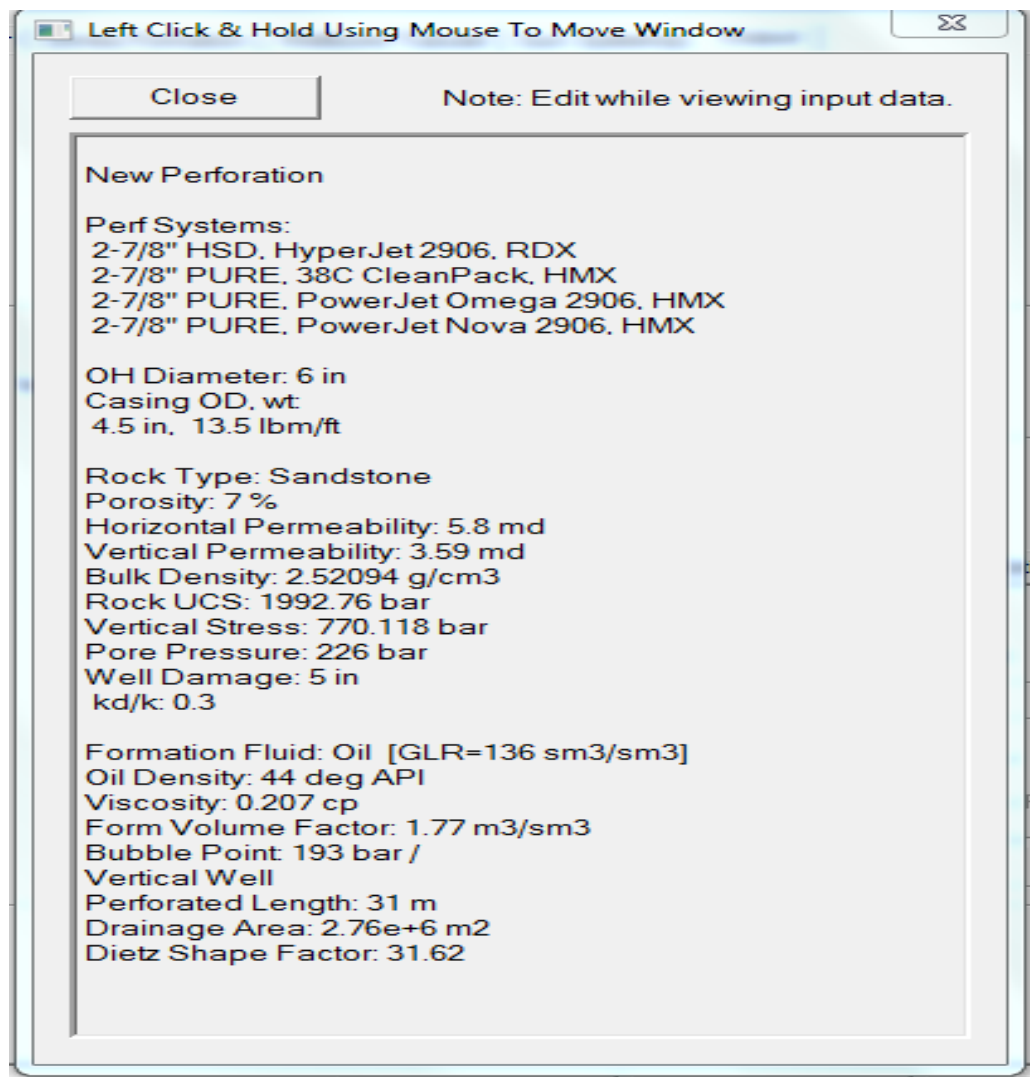 Left Click & Hold Using Mouse To Move Window
Close
Note: Edit while viewing input data.
New Perforation
Perf Systems:
2-7/8" HSD, HyperJet 2906, RDX
2-7/8" PURE, 38C CleanPack, HMX
2-7/8" PURE, PowerJet Omega 2906, HMX
2-7/8" PURE, PowerJet Nova 2906, HMX
OH Diameter: 6 in
Casing OD, wt:
4.5 in, 13.5 lbm/ft
Rock Type: Sandstone
Porosity: 7 %
Horizontal Permeability: 5.8 md
Vertical Permeability: 3.59 md
Bulk Density: 2.52094 g/cm3
Rock UCS: 1992.76 bar
Vertical Stress: 770.118 bar
Pore Pressure: 226 bar
Well Damage: 5 in
kd/k: 0.3
Formation Fluid: Oil [GLR=136 sm3/sm3]
Oil Density: 44 deg API
Viscosity: 0.207 cp
Form Volume Factor: 1.77 m3/sm3
Bubble Point: 193 bar /
Vertical Well
Perforated Length: 31 m
Drainage Area: 2.76e+6 m2
Dietz Shape Factor: 31.62